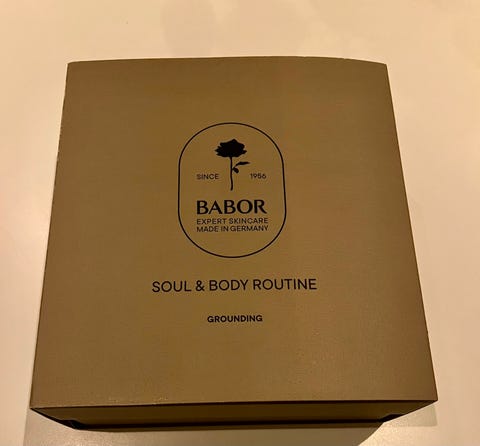 SINCE 1956
BABOR
EXPERT SKINCARE
MADE IN GERMANY
SOUL & BODY ROUTINE
GROUNDING